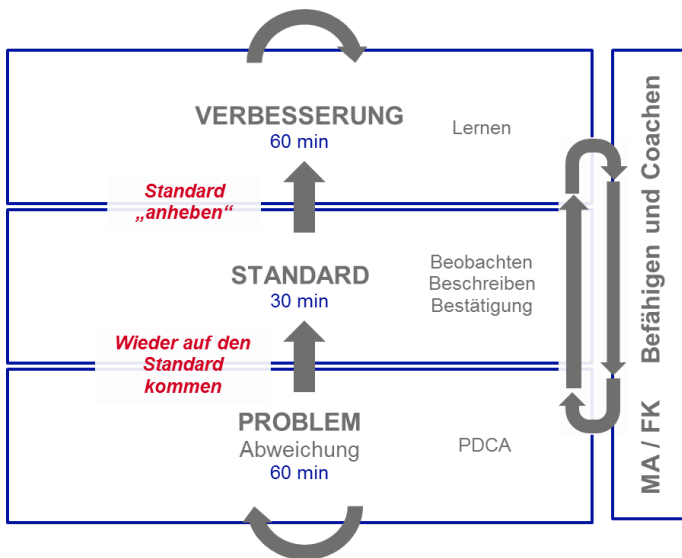 VERBESSERUNG
60 min
Lernen
Standard
„anheben“
STANDARD
30 min
Beobachten
Beschreiben
Bestätigung
Wieder auf den
Standard
kommen
PROBLEM
Abweichung
60 min
PDCA
MA / FK Befähigen und Coachen